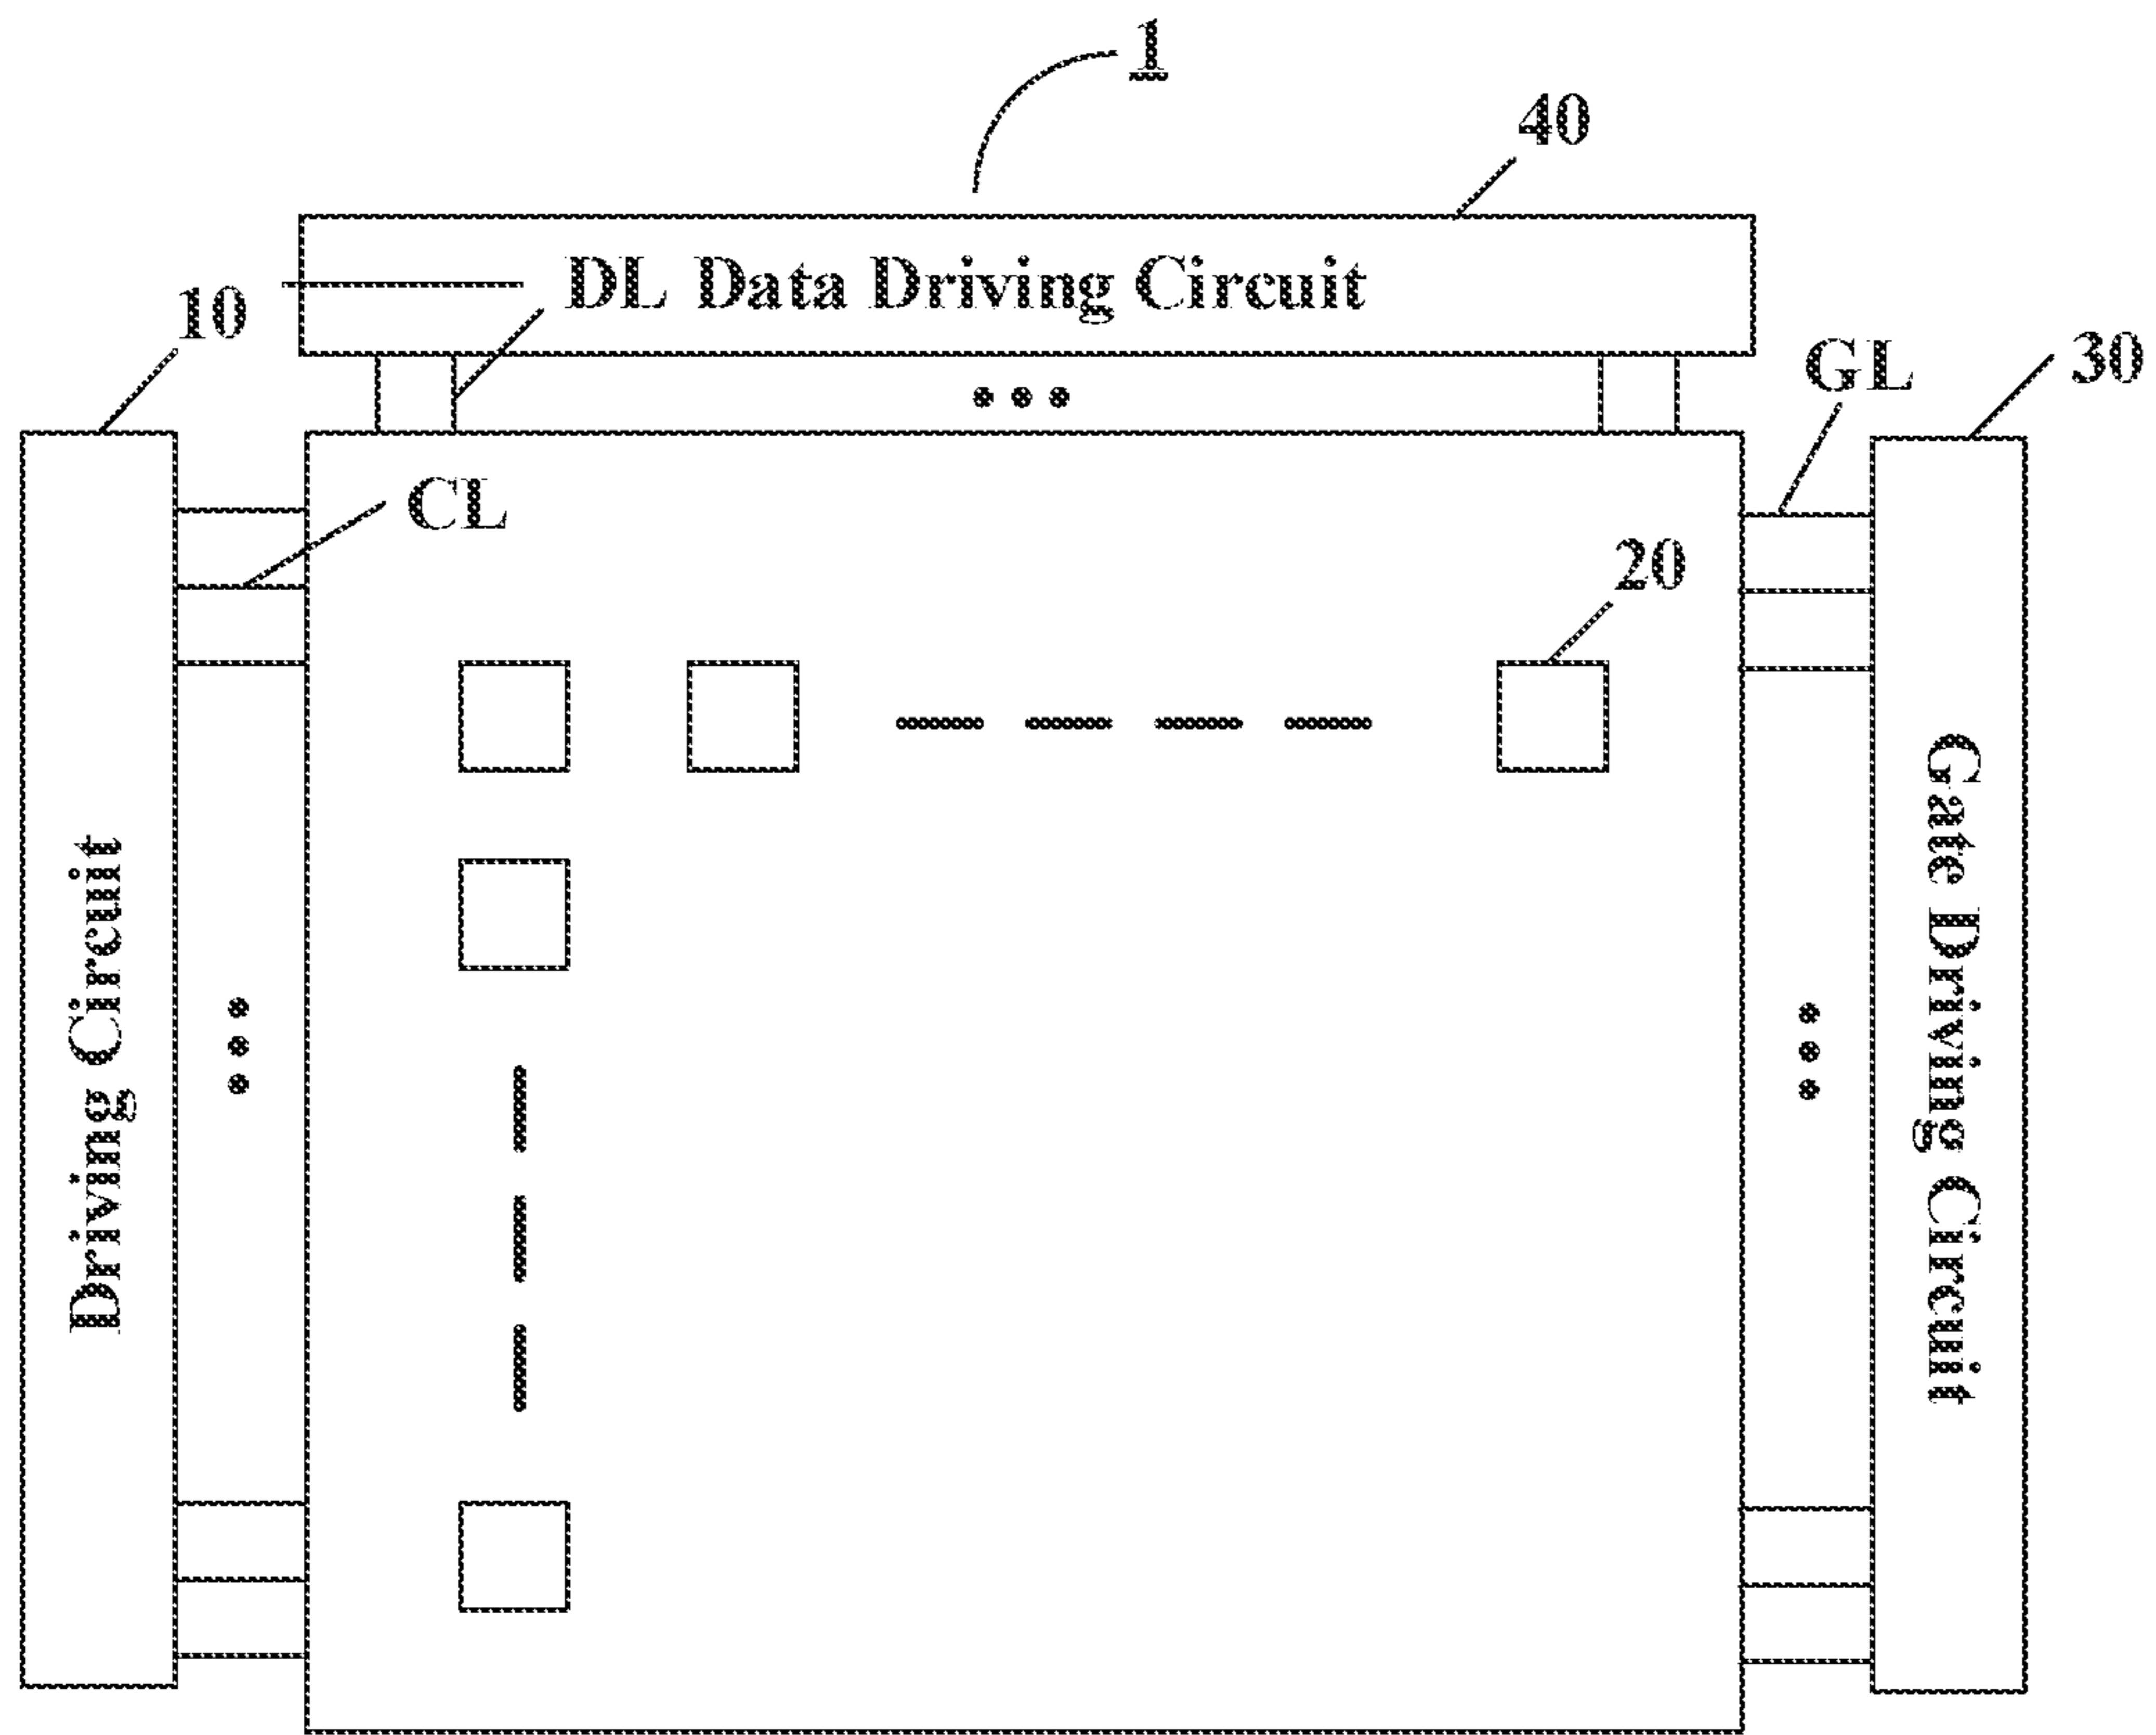 1
40
DL Data Driving Circuit
10
GL
30
CL
20
Driving Circuit
Gate Driving Circuit